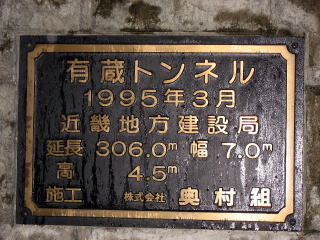 有蔵トンネル
1995年3月
近畿地方建設局
延長 306.0m 幅 7.0m
高 4.5m
施工 株式会社 奥村組